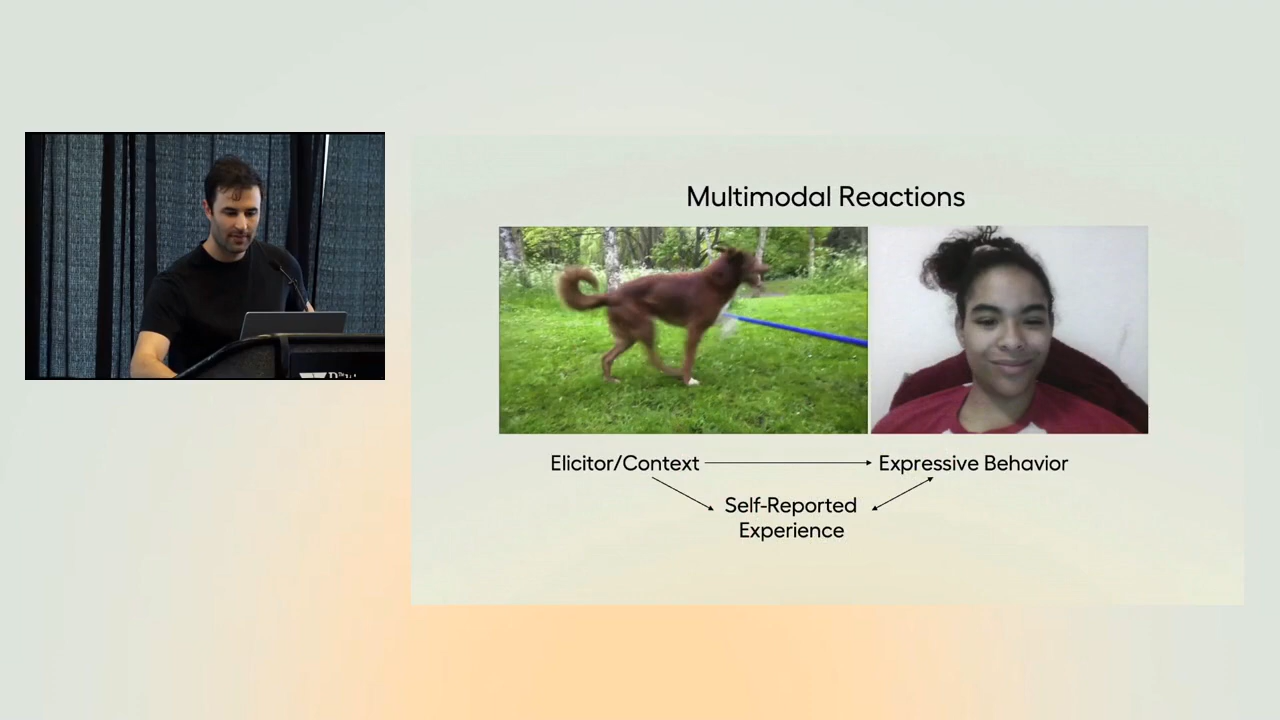 Multimodal Reactions
Elicitor/Context
Expressive Behavior
Self-Reported
Experience